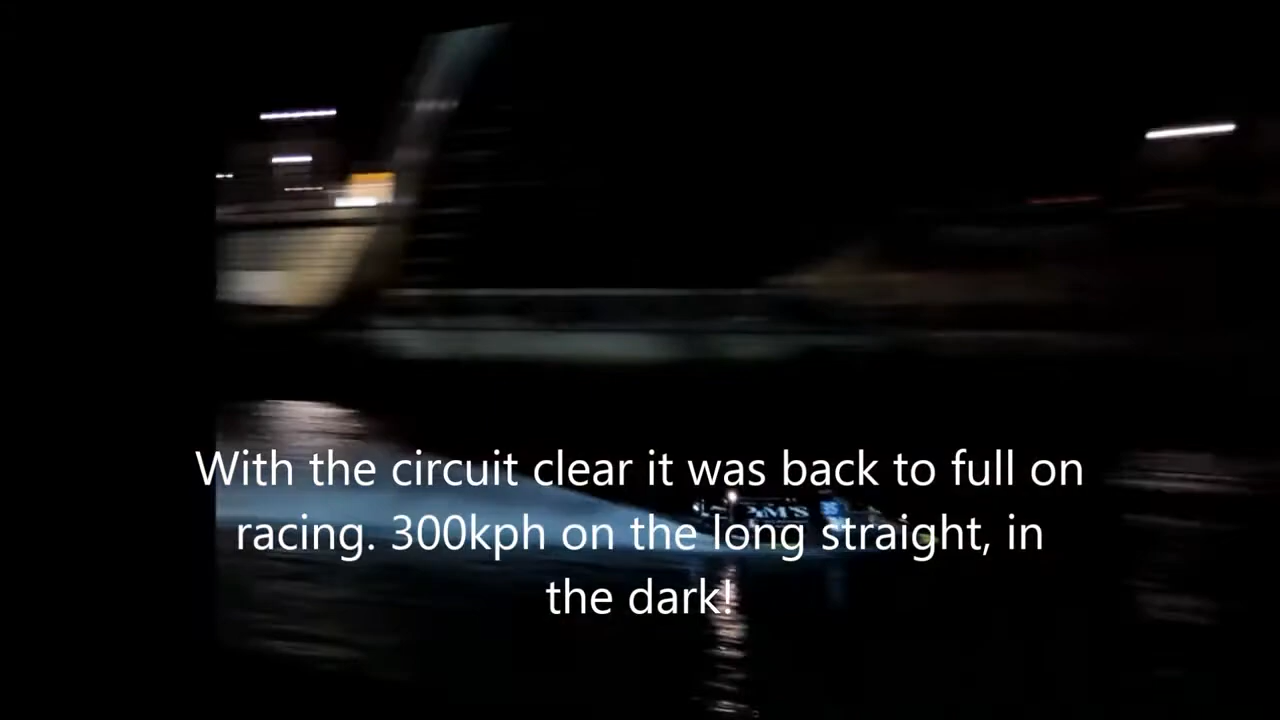 With the circuit clear it was back to full on
racing. 300kph on the long straight, in
the dark!